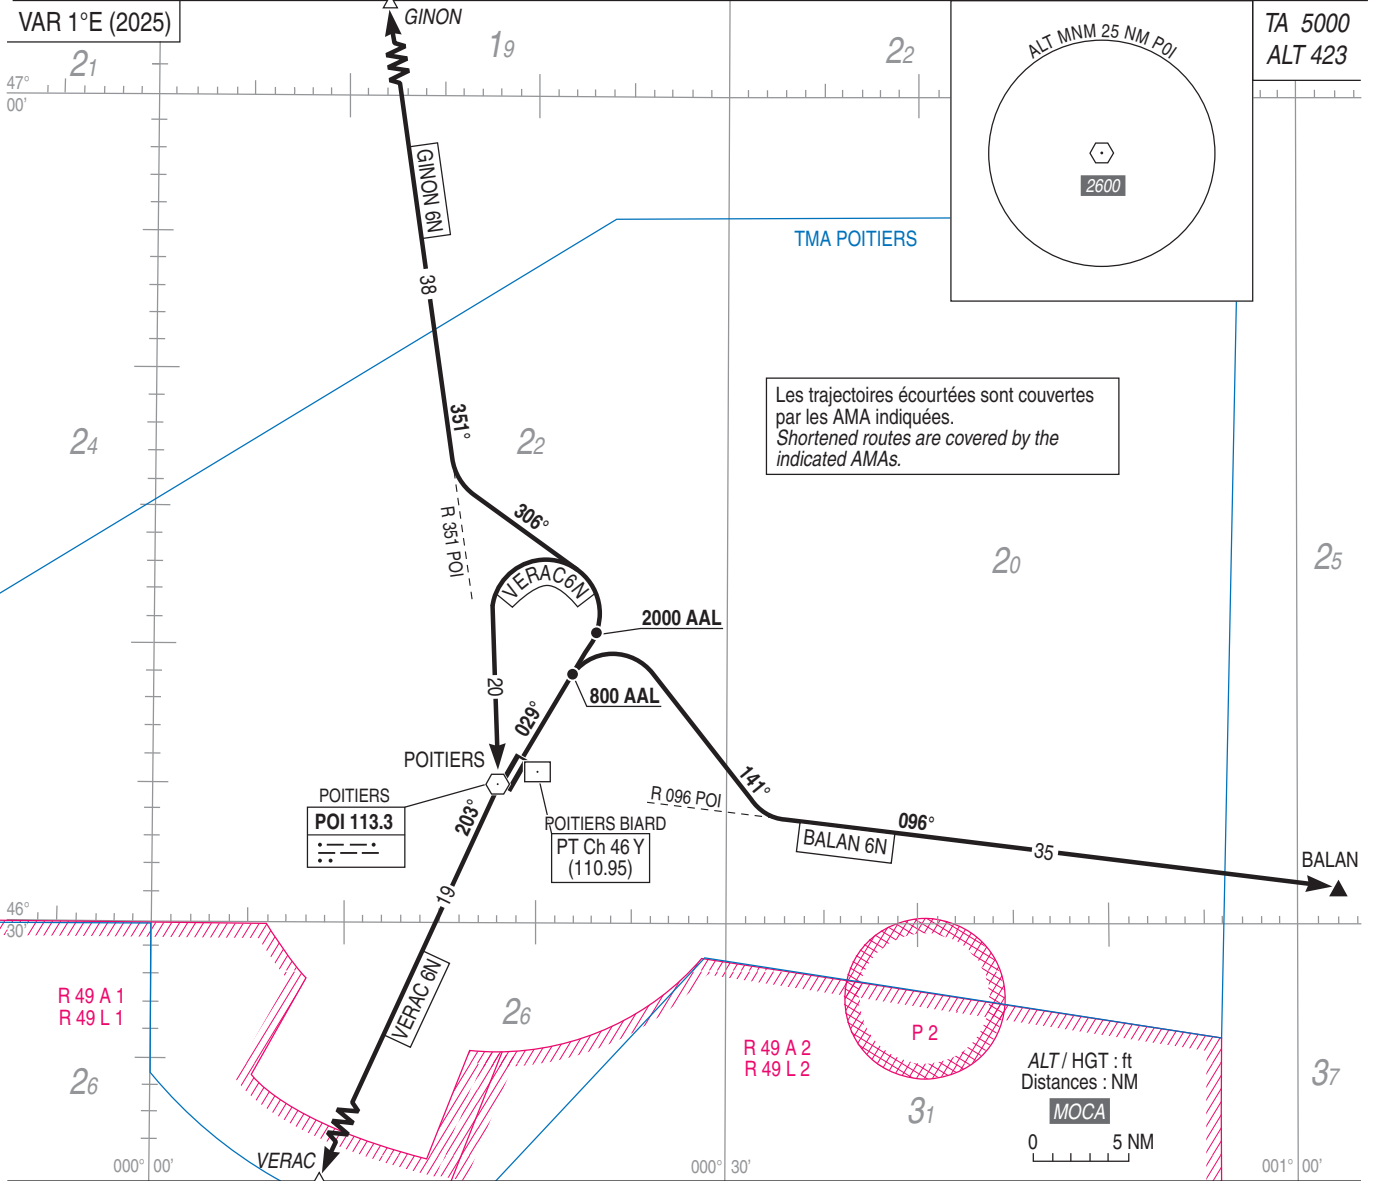 VAR 1°E (2025)
GINON
TA 5000
ALT 423
ALT MNM 25 NM POI
2600
21
19
22
47°
00'
GINON 6N
TMA POITIERS
38
Les trajectoires écourtées sont couvertes
par les AMA indiquées.
Shortened routes are covered by the
indicated AMAs.
351°
24
22
306°
R 351 POI
20
25
VERAC6N
2000 AAL
20
800 AAL
029°
POITIERS
141°
POITIERS
POI 113.3
203°
R 096 POI
POITIERS BIARD
PT Ch 46 Y
(110.95)
096°
BALAN 6N
35
BALAN
19
46°
30'
VERAC 6N
R 49 A 1
R 49 L 1
26
P 2
R 49 A 2
R 49 L 2
26
31
37
ALT / HGT : ft
Distances : NM
MOCA
0 5 NM
VERAC
000° 00'
000° 30'
001° 00'